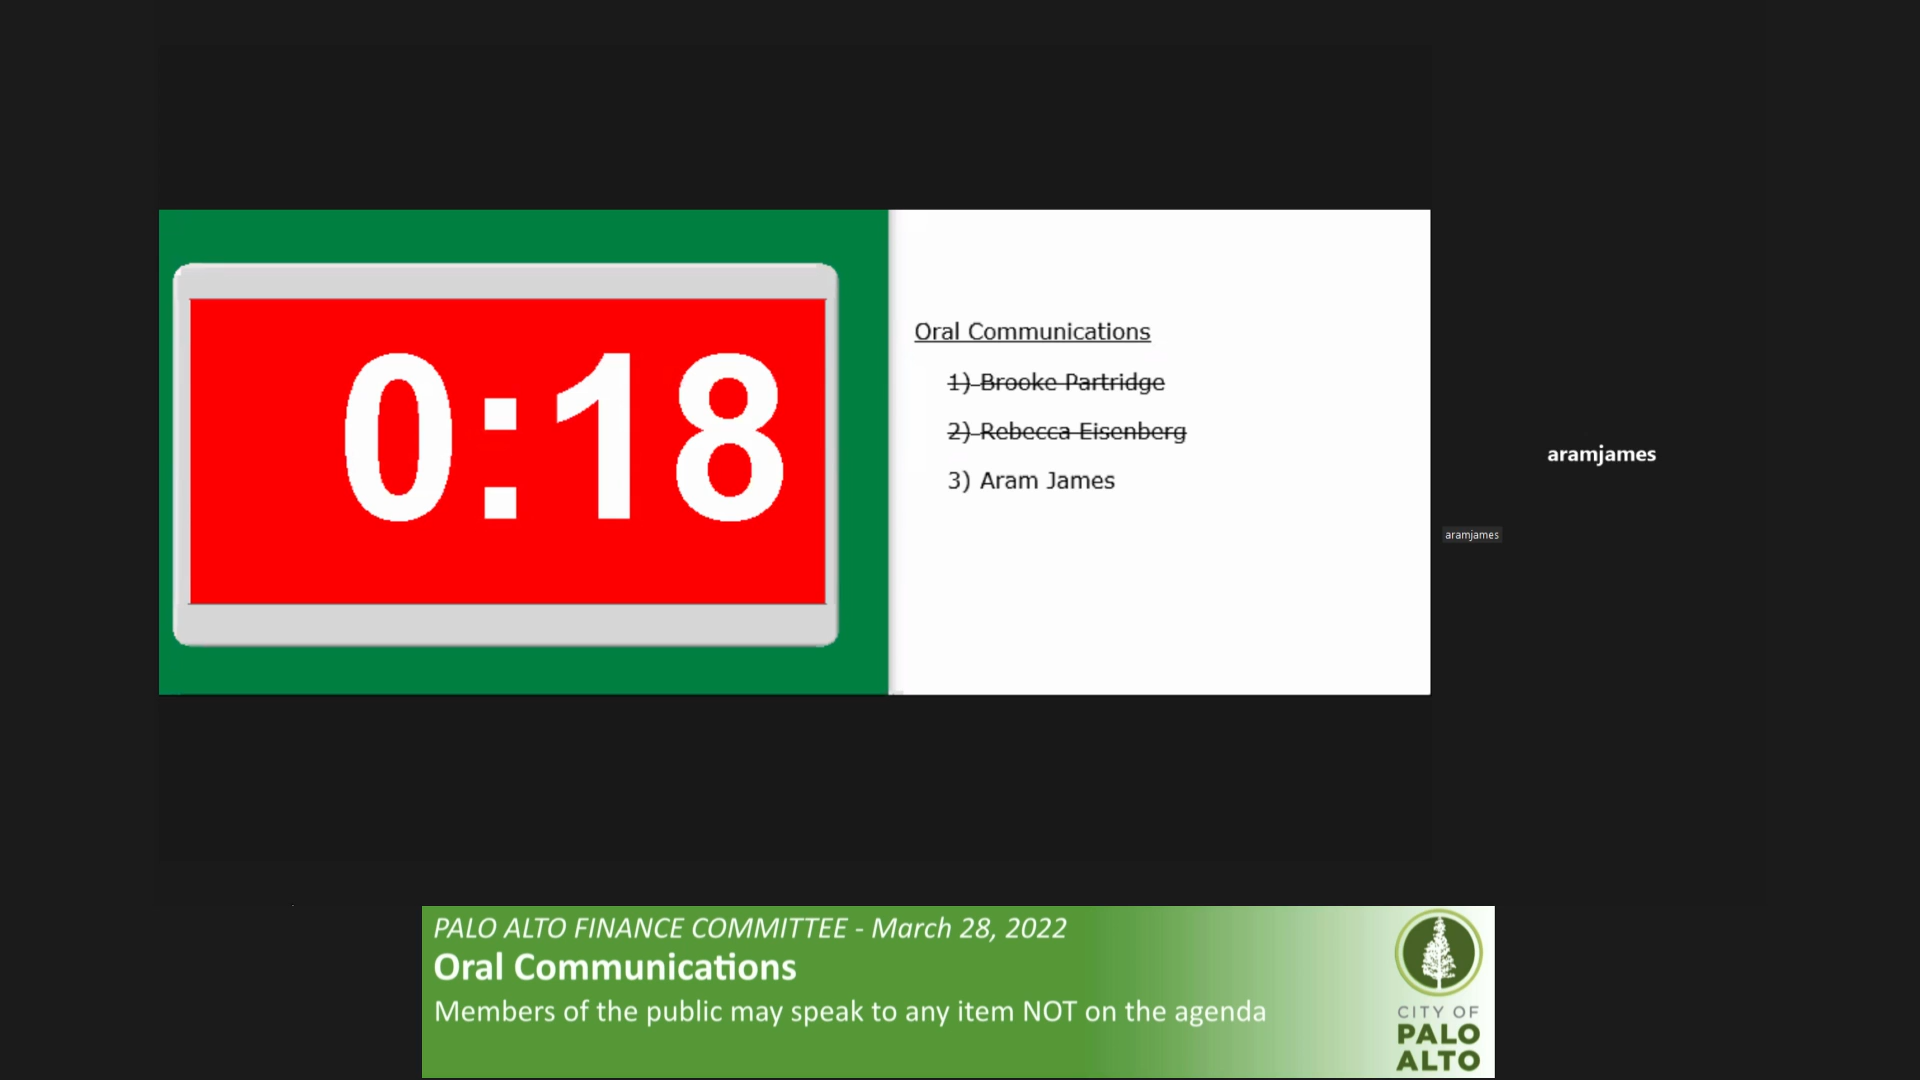 0:18
Oral Communications
1) Brooke Partridge
2) Rebecca Eisenberg
3) Aram James
aramjames
aramjames
PALO ALTO FINANCE COMMITTEE - March 28, 2022
Oral Communications
Members of the public may speak to any item NOT on the agenda
CITY OF
PALO
ALTO